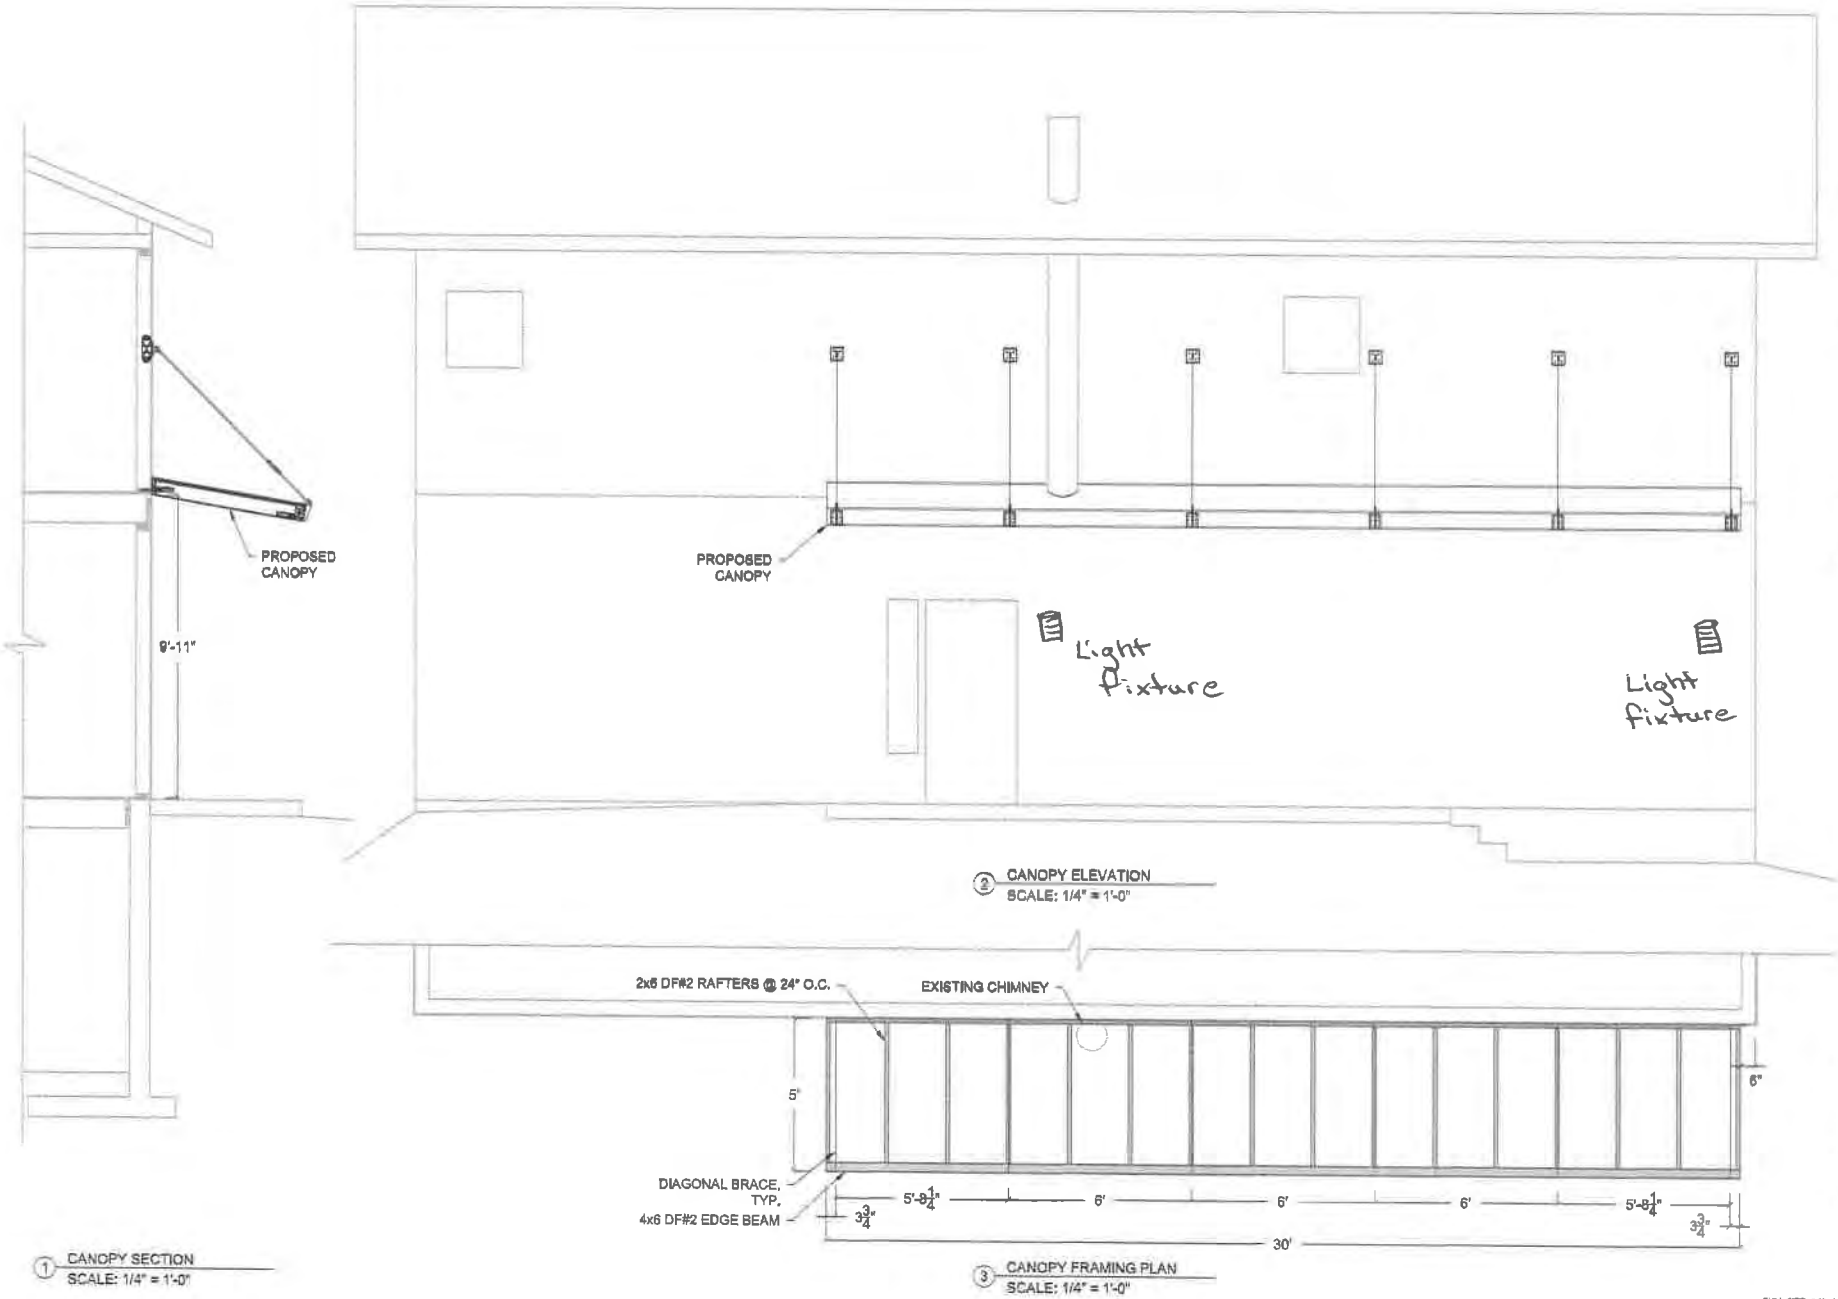 PROPOSED
CANOPY
9'-11"
PROPOSED
CANOPY
Light
fixture
Light
fixture
2 CANOPY ELEVATION
SCALE: 1/4" = 1'-0"
2x6 DF#2 RAFTERS @ 24" O.C.
EXISTING CHIMNEY
5'
6"
DIAGONAL BRACE,
TYP.
4x6 DF#2 EDGE BEAM
3 3/4"
5'-8 1/4"
6'
6'
6'
5'-8 1/4"
3 3/4"
30'
1 CANOPY SECTION
SCALE: 1/4" = 1'-0"
3 CANOPY FRAMING PLAN
SCALE: 1/4" = 1'-0"